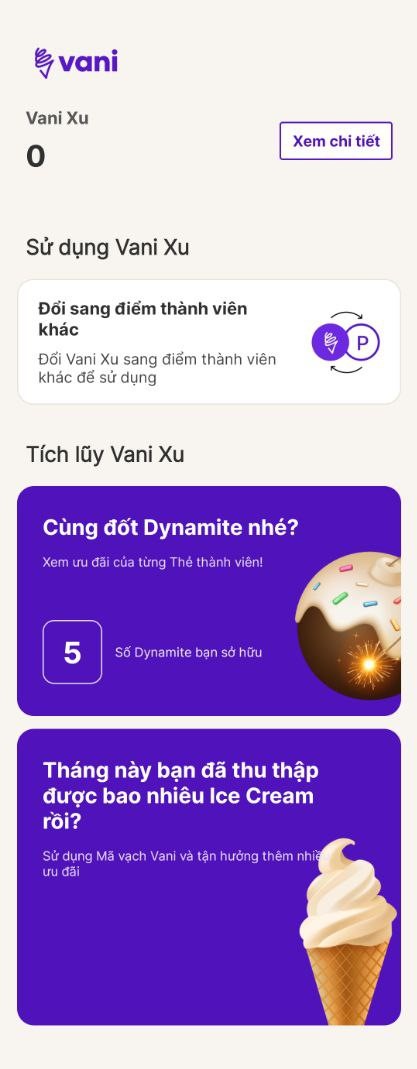 vani
Vani Xu
0
Xem chi tiết
Sử dụng Vani Xu
Đổi sang điểm thành viên
khác
Đổi Vani Xu sang điểm thành viên
khác để sử dụng
P
Tích lũy Vani Xu
Cùng đốt Dynamite nhé?
Xem ưu đãi của từng Thẻ thành viên!
5
Số Dynamite bạn sở hữu
Tháng này bạn đã thu thập
được bao nhiêu Ice Cream
rồi?
Sử dụng Mã vạch Vani và tận hưởng thêm nhiều
ưu đãi